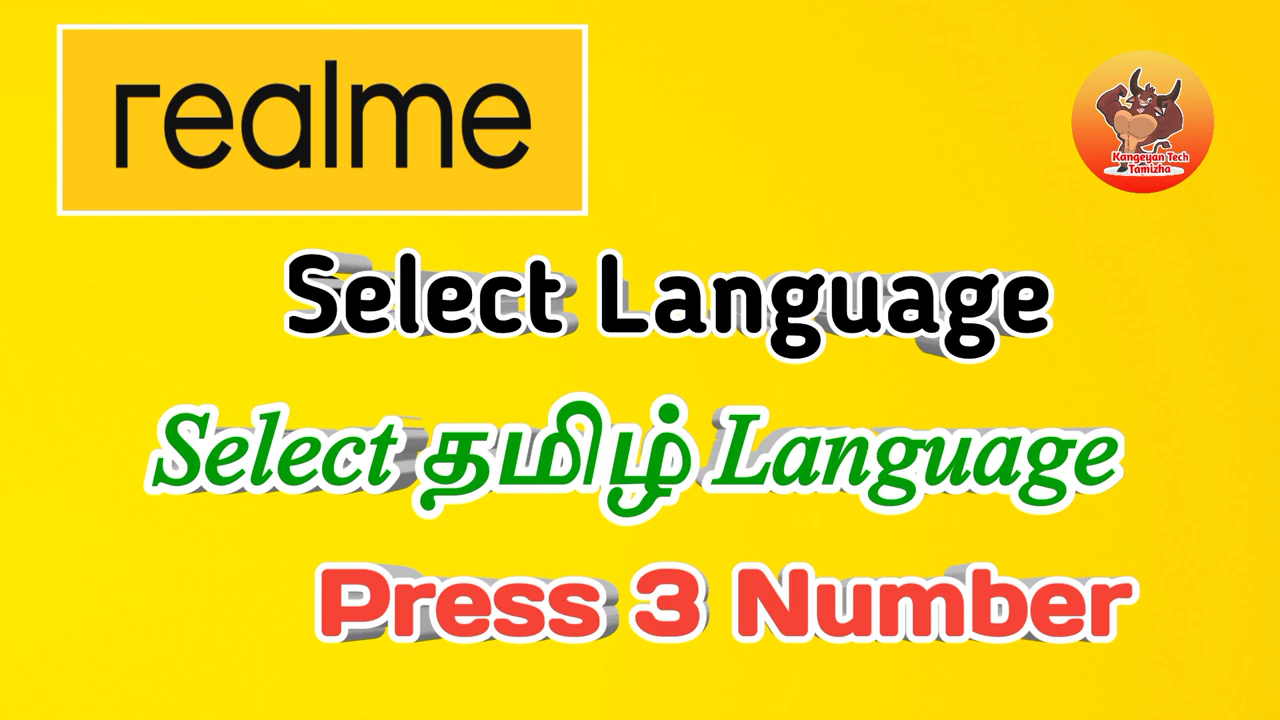 realme
Kangeyan Tech
Tamizha
Select Language
Select தமிழ் Language
Press 3 Number